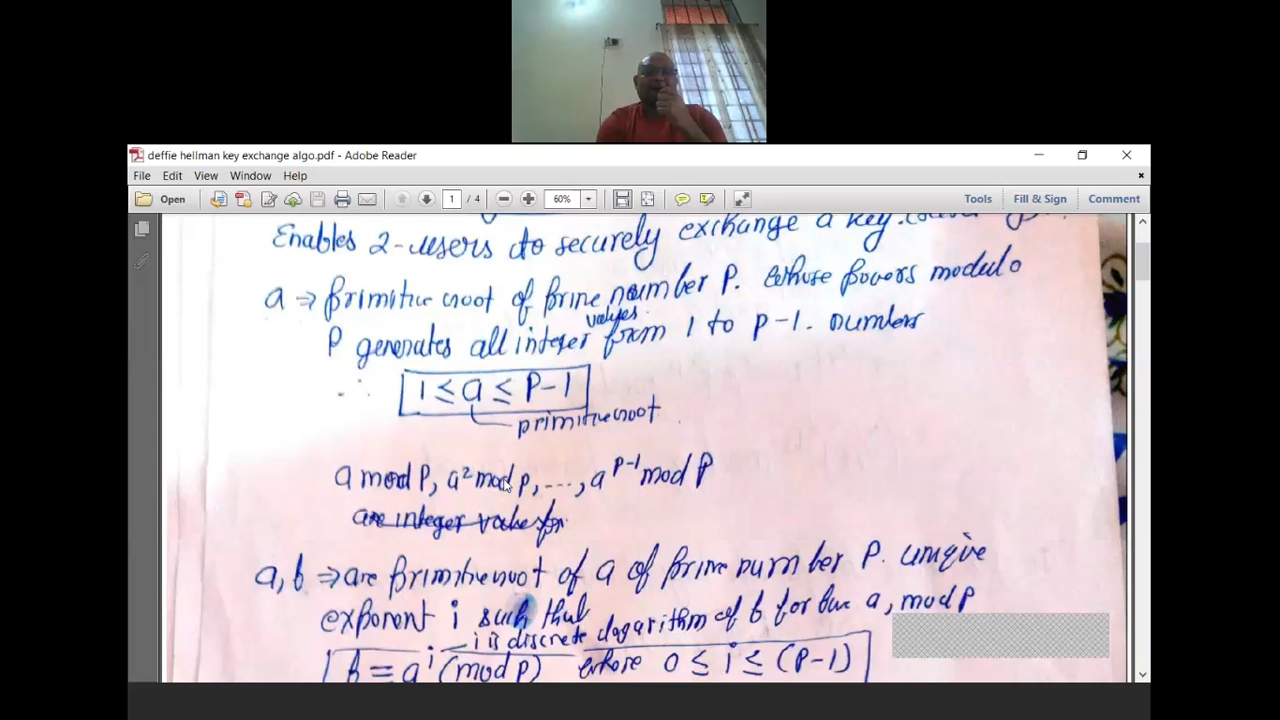 deffie hellman key exchange algo.pdf - Adobe Reader
File Edit View Window Help
Open 1 / 4 60% Tools Fill & Sign Comment
Enables 2-users to securely exchange a key.
a ⇒ primitive root of prime number P. whose powers modulo
values
P generates all integer from 1 to p-1. numbers
∴ 1 ≤ a ≤ P-1
primitive root
a mod P, a² mod p, ..., a^{P-1} mod P
are integer values for
a, b ⇒ are primitive root of a of prime number P. unqive
exponent i such that
i is discrete logarithm of b for a, mod P
b = a^i (mod p) where 0 ≤ i ≤ (P-1)